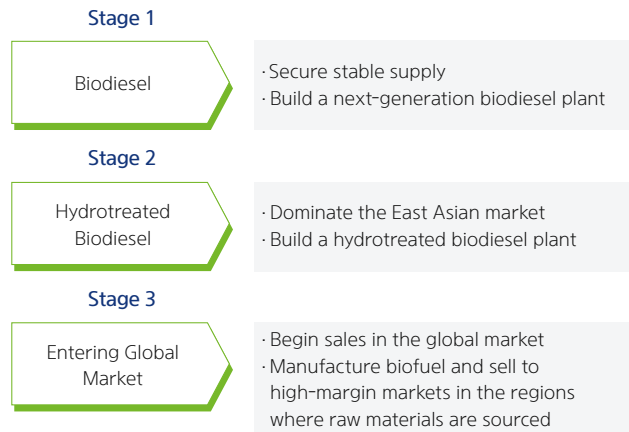 Stage 1
Biodiesel
· Secure stable supply
· Build a next-generation biodiesel plant
Stage 2
Hydrotreated
Biodiesel
· Dominate the East Asian market
· Build a hydrotreated biodiesel plant
Stage 3
Entering Global
Market
· Begin sales in the global market
· Manufacture biofuel and sell to
high-margin markets in the regions
where raw materials are sourced